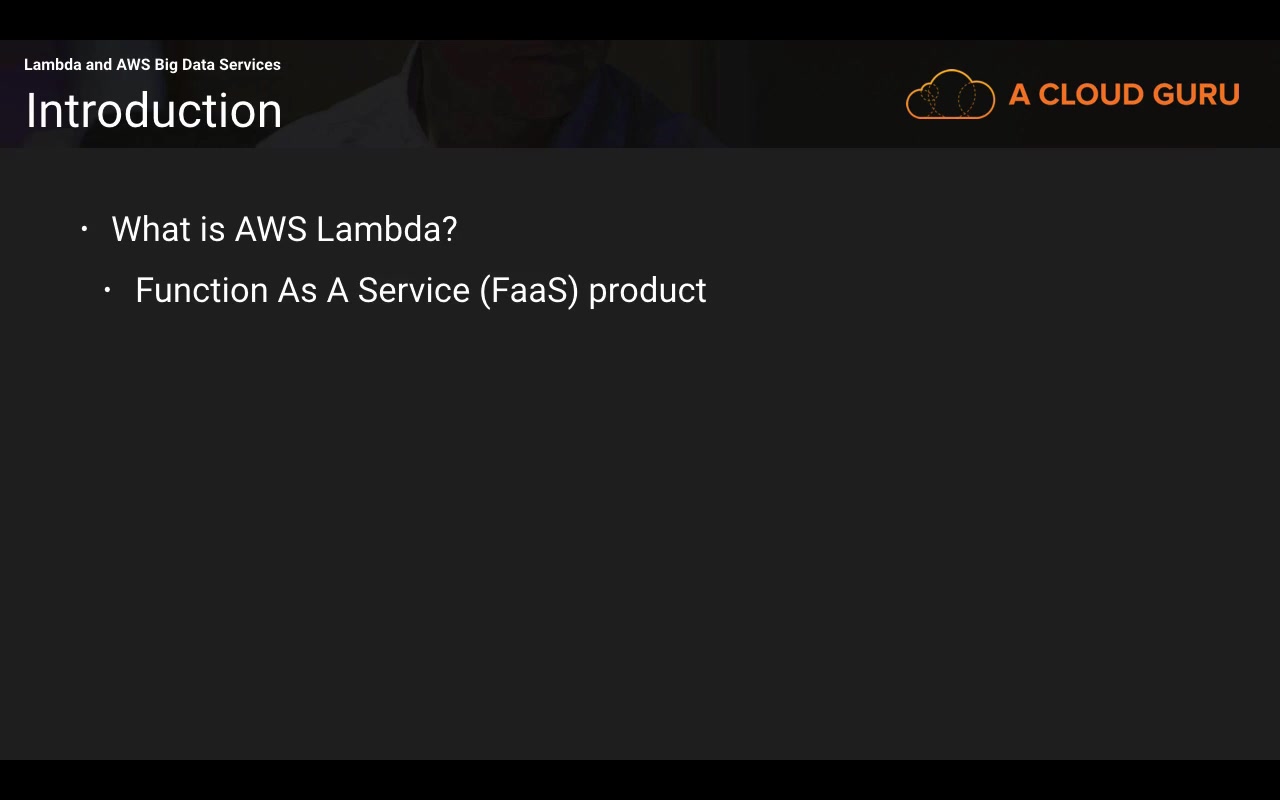 Lambda and AWS Big Data Services
Introduction
A CLOUD GURU
• What is AWS Lambda?
• Function As A Service (FaaS) product